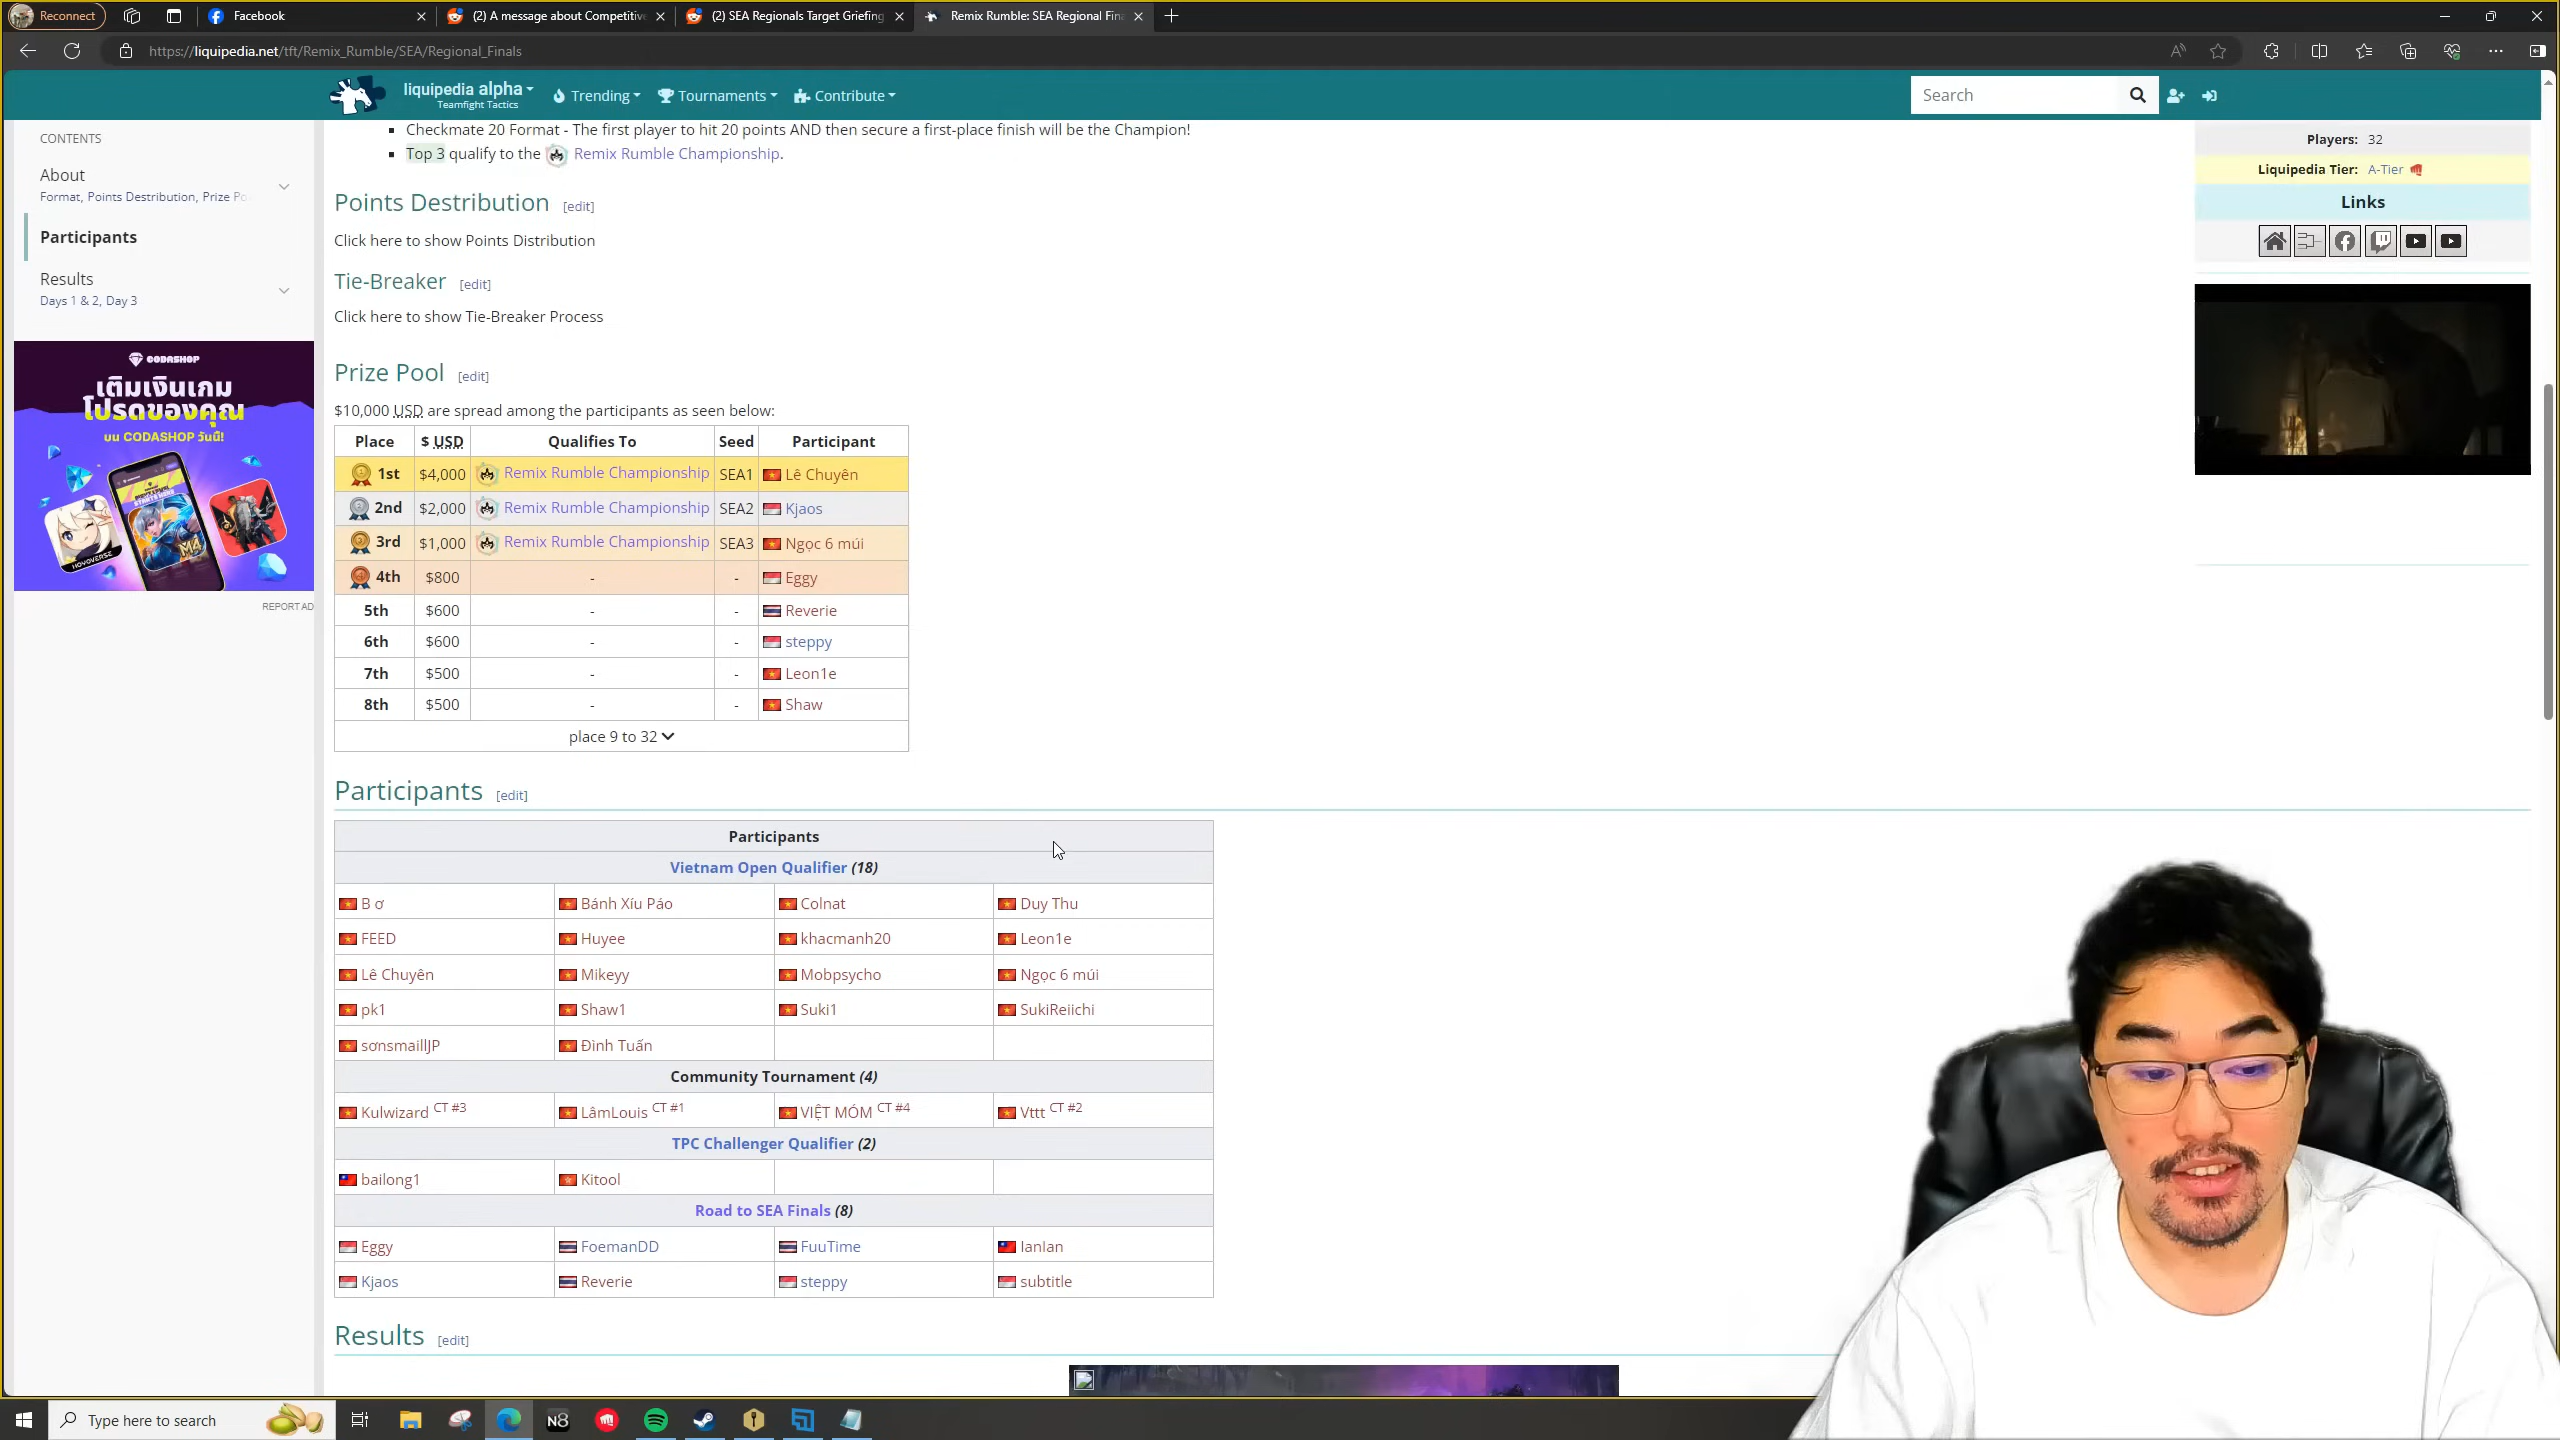 Reconnect
Facebook
(2) A message about Competitive
(2) SEA Regionals Target Griefing
Remix Rumble: SEA Regional Fin
https://liquipedia.net/tft/Remix_Rumble/SEA/Regional_Finals
liquipedia alpha
Teamfight Tactics
Trending
Tournaments
Contribute
Search
CONTENTS
About
Format, Points Destribution, Prize Po
Participants
Results
Days 1 & 2, Day 3
CODASHOP
เติมเงินเกม
โปรดของคุณ
บน CODASHOP วันนี้!
HOYOVERSE
M4
REPORT AD
Checkmate 20 Format - The first player to hit 20 points AND then secure a first-place finish will be the Champion!
Top 3 qualify to the Remix Rumble Championship.
Points Destribution [edit]
Click here to show Points Distribution
Tie-Breaker [edit]
Click here to show Tie-Breaker Process
Prize Pool [edit]
$10,000 USD are spread among the participants as seen below:
Place $ USD Qualifies To Seed Participant
1st $4,000 Remix Rumble Championship SEA1 Lê Chuyên
2nd $2,000 Remix Rumble Championship SEA2 Kjaos
3rd $1,000 Remix Rumble Championship SEA3 Ngọc 6 múi
4th $800 - - Eggy
5th $600 - - Reverie
6th $600 - - steppy
7th $500 - - Leon1e
8th $500 - - Shaw
place 9 to 32
Participants [edit]
Participants
Vietnam Open Qualifier (18)
B ơ Bánh Xíu Páo Colnat Duy Thu
FEED Huyee khacmanh20 Leon1e
Lê Chuyên Mikeyy Mobpsycho Ngọc 6 múi
pk1 Shaw1 Suki1 SukiReiichi
sơnsmaillJP Đình Tuấn
Community Tournament (4)
Kulwizard CT #3 LâmLouis CT #1 VIỆT MÓM CT #4 Vttt CT #2
TPC Challenger Qualifier (2)
bailong1 Kitool
Road to SEA Finals (8)
Eggy FoemanDD FuuTime IanIan
Kjaos Reverie steppy subtitle
Results [edit]
Players: 32
Liquipedia Tier: A-Tier
Links
Type here to search
N8